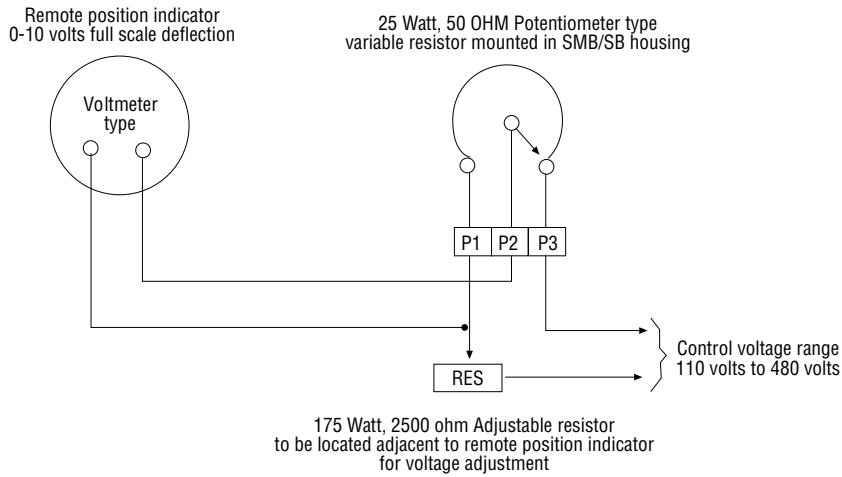 Remote position indicator
0-10 volts full scale deflection
25 Watt, 50 OHM Potentiometer type
variable resistor mounted in SMB/SB housing
Voltmeter
type
P1 P2 P3
Control voltage range
110 volts to 480 volts
RES
175 Watt, 2500 ohm Adjustable resistor
to be located adjacent to remote position indicator
for voltage adjustment